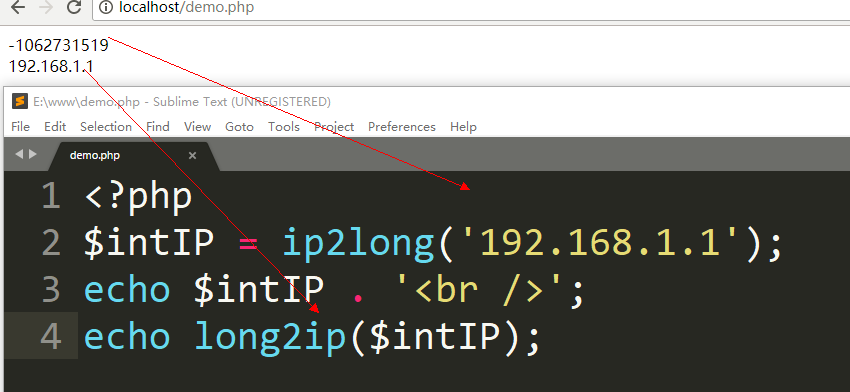 localhost/demo.php
-1062731519
192.168.1.1
E:\www\demo.php - Sublime Text (UNREGISTERED)
File Edit Selection Find View Goto Tools Project Preferences Help
demo.php ×
1 <?php
2 $intIP = ip2long('192.168.1.1');
3 echo $intIP . '<br />';
4 echo long2ip($intIP);